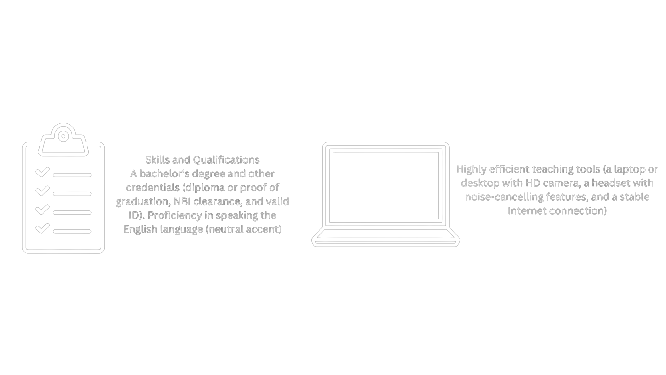 Skills and Qualifications
A bachelor's degree and other
credentials (diploma or proof of
graduation, NBI clearance, and valid
ID). Proficiency in speaking the
English language (neutral accent)
Highly efficient teaching tools (a laptop or
desktop with HD camera, a headset with
noise-cancelling features, and a stable
Internet connection)